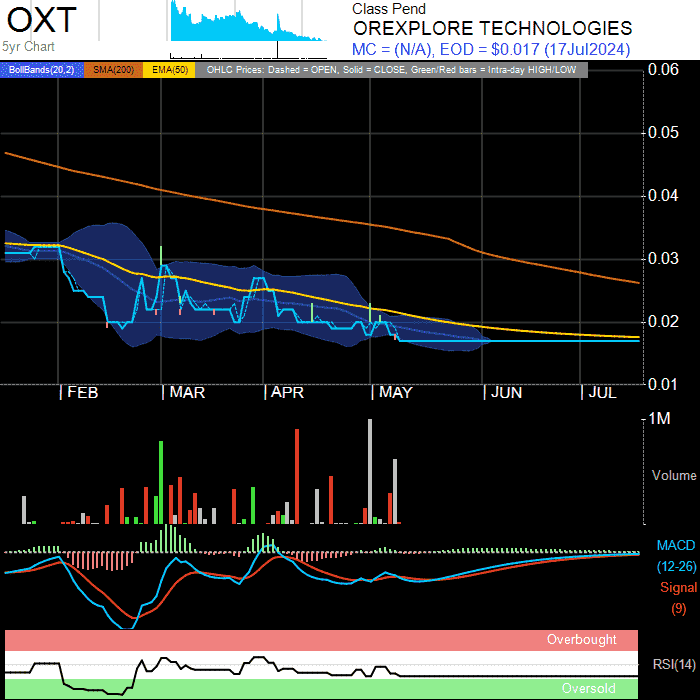 OXT
5yr Chart
Class Pend
OREXPLORE TECHNOLOGIES
MC = (N/A), EOD = $0.017 (17Jul2024)
BollBands(20,2) SMA(200) EMA(50) OHLC Prices: Dashed = OPEN, Solid = CLOSE, Green/Red bars = Intra-day HIGH/LOW
0.06
0.05
0.04
0.03
0.02
0.01
FEB MAR APR MAY JUN JUL
1M
Volume
MACD
(12-26)
Signal
(9)
Overbought
RSI(14)
Oversold